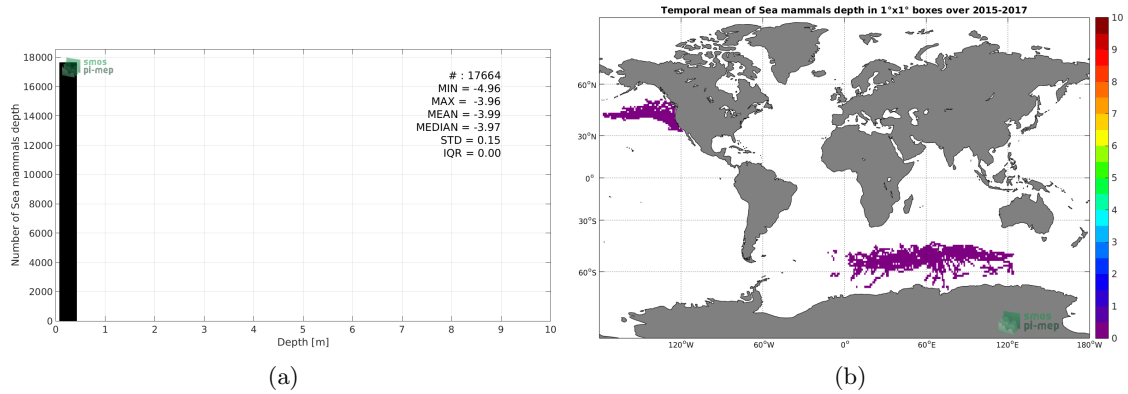 18000
16000
14000
12000
10000
8000
6000
4000
2000
0
Number of Sea mammals depth
smos
pi-mep
# : 17664
MIN = -4.96
MAX = -3.96
MEAN = -3.99
MEDIAN = -3.97
STD = 0.15
IQR = 0.00
0 1 2 3 4 5 6 7 8 9 10
Depth [m]
(a)
Temporal mean of Sea mammals depth in 1°x1° boxes over 2015-2017
60°N
30°N
0°
30°S
60°S
120°W 60°W 0° 60°E 120°E 180°W
smos
pi-mep
10
9
8
7
6
5
4
3
2
1
0
(b)